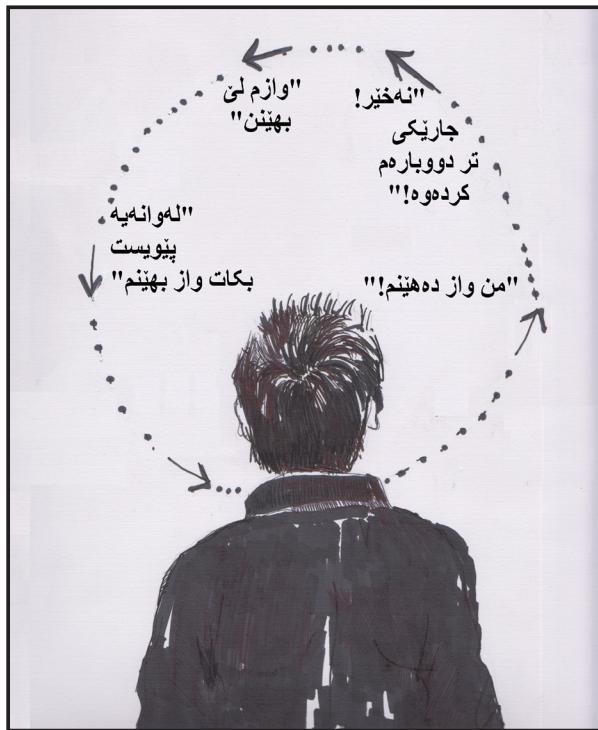 "وازم لێ
بهێنن"
"نەخێر!
جارێکی
تر دووبارەم
کردەوە!"
"لەوانەیە
پێویست
بکات واز بهێنم"
"من واز دەهێنم!"